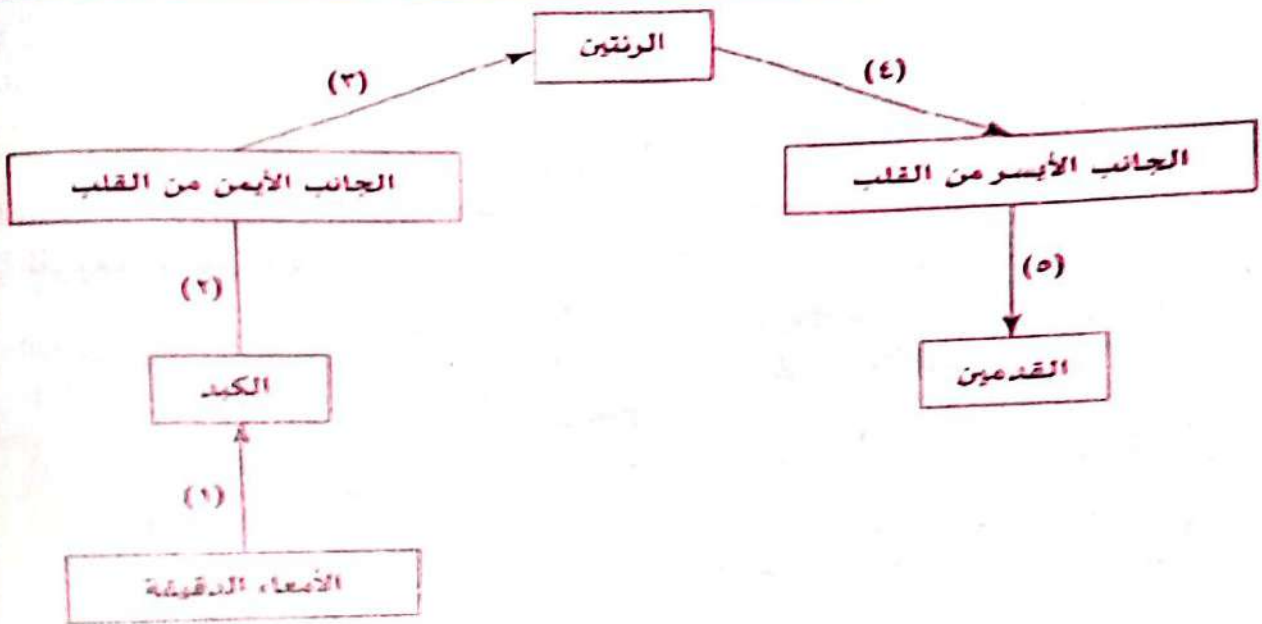 الرئتين
(٣)
(٤)
الجانب الأيمن من القلب
الجانب الأيسر من القلب
(٢)
(٥)
الكبد
القدمين
(١)
الأمعاء الدقيقة